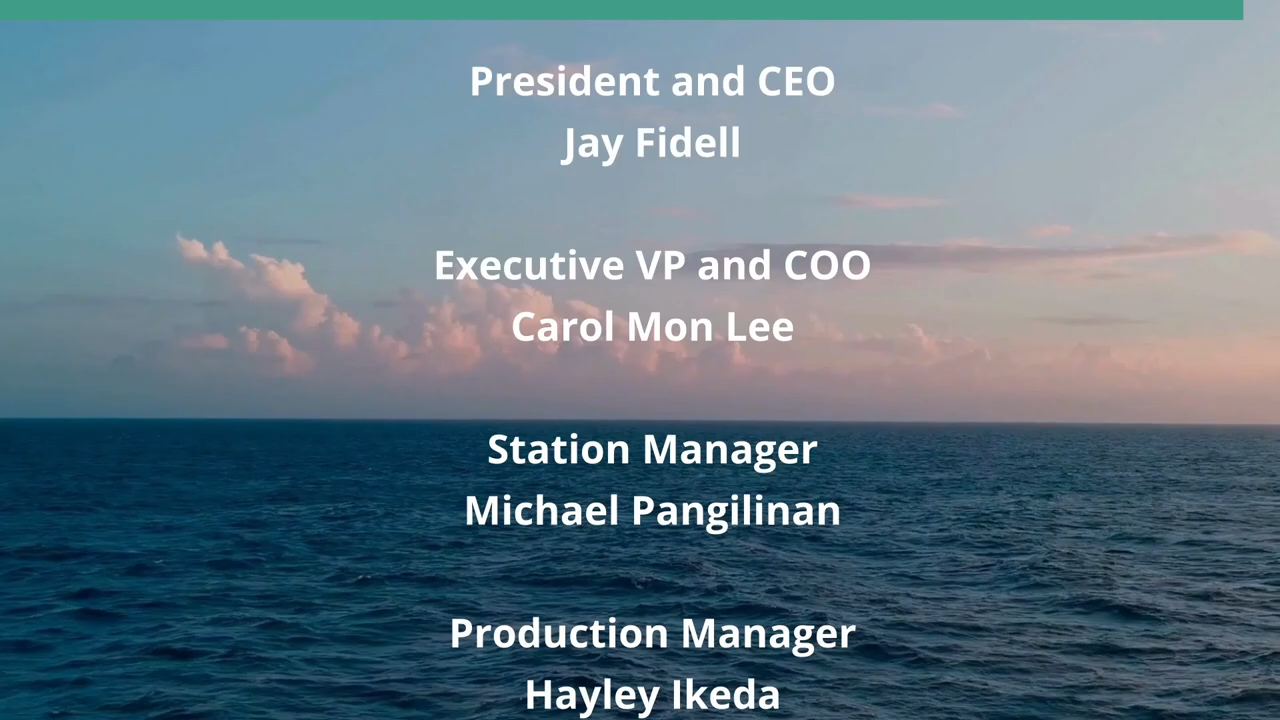 President and CEO
Jay Fidell
Executive VP and COO
Carol Mon Lee
Station Manager
Michael Pangilinan
Production Manager
Hayley Ikeda